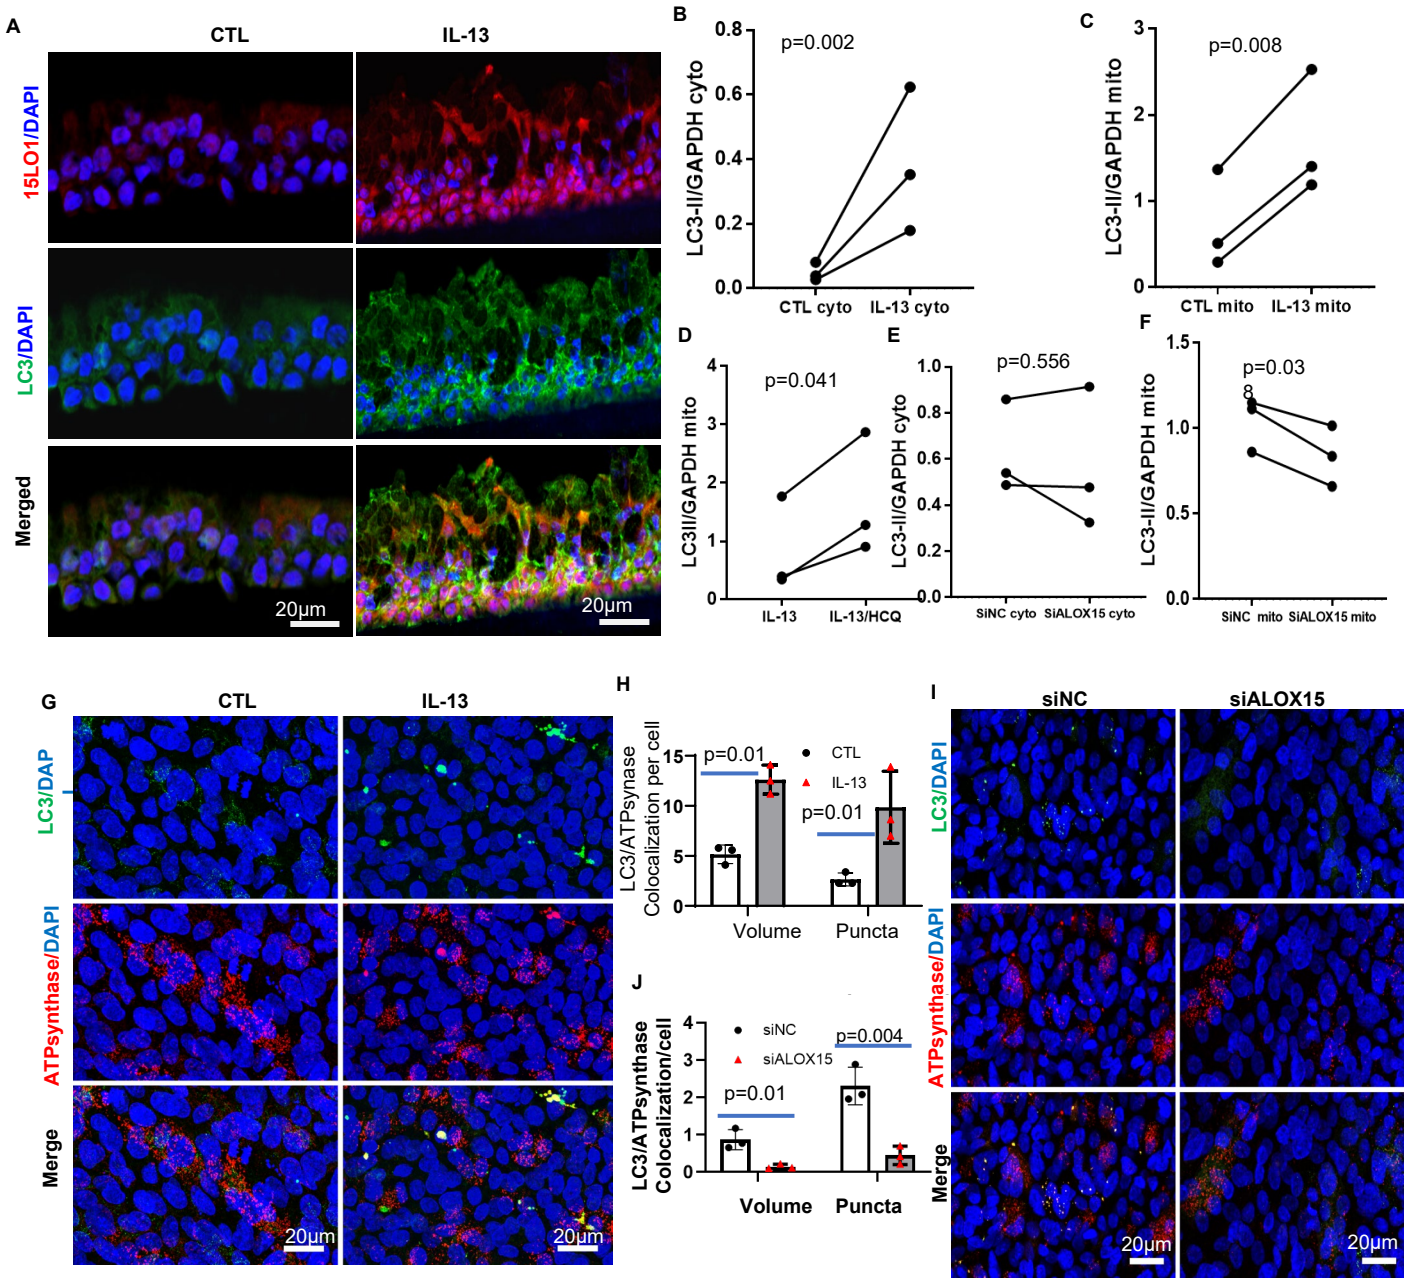 A
CTL
IL-13
15LO1/DAPI
LC3/DAPI
Merged
20µm
20µm
B
p=0.002
LC3-II/GAPDH cyto
0.8
0.6
0.4
0.2
0.0
CTL cyto
IL-13 cyto
C
p=0.008
LC3-II/GAPDH mito
3
2
1
0
CTL mito
IL-13 mito
D
p=0.041
LC3II/GAPDH mito
4
3
2
1
0
IL-13
IL-13/HCQ
E
p=0.556
LC3-II/GAPDH cyto
1.0
0.8
0.6
0.4
0.2
0.0
SiNC cyto
SiALOX15 cyto
F
p=0.03
8
LC3-II/GAPDH mito
1.5
1.0
0.5
0.0
SiNC mito
SiALOX15 mito
G
CTL
IL-13
LC3/DAP
I
ATPsynthase/DAPI
Merge
20µm
20µm
H
LC3/ATPsynase
Colocalization per cell
15
10
5
0
p=0.01
p=0.01
CTL
IL-13
Volume
Puncta
I
siNC
siALOX15
LC3/DAPI
ATPsynthase/DAPI
Merge
20µm
20µm
J
LC3/ATPsynthase
Colocalization/cell
4
3
2
1
0
siNC
siALOX15
p=0.01
p=0.004
Volume
Puncta